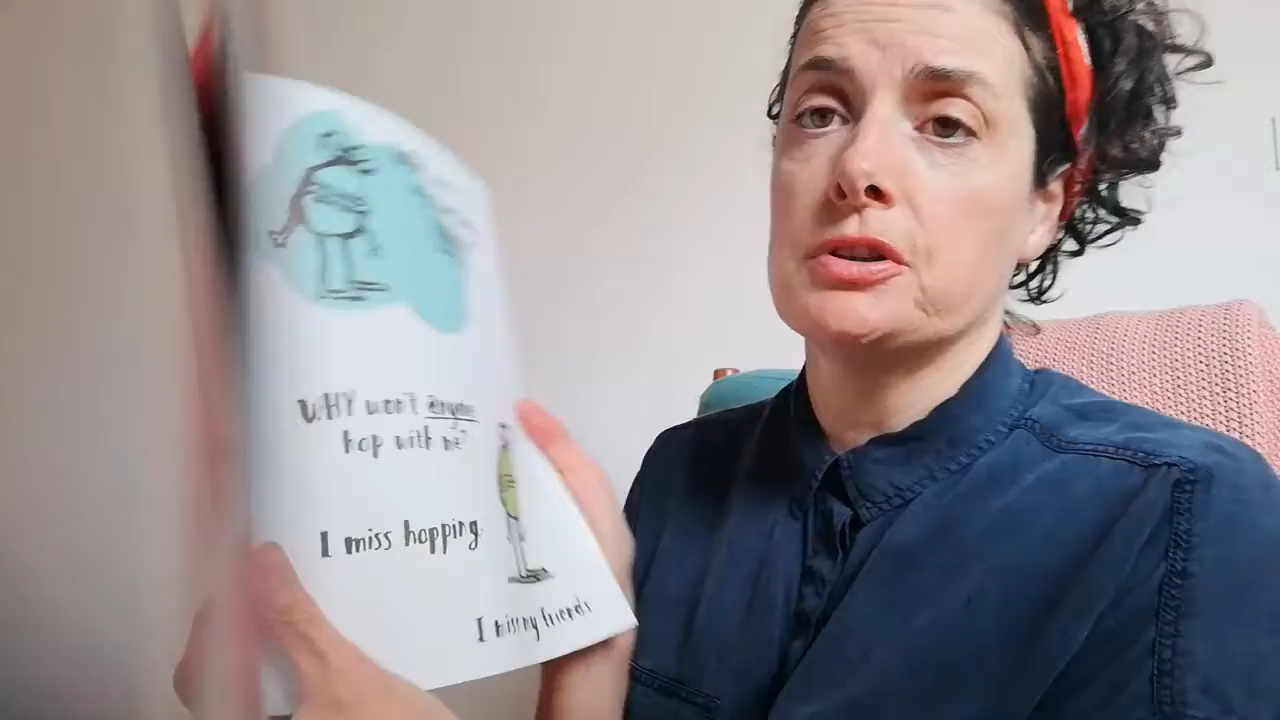 WHY won't anyone
hop with me?
I miss hopping.
I miss my friends